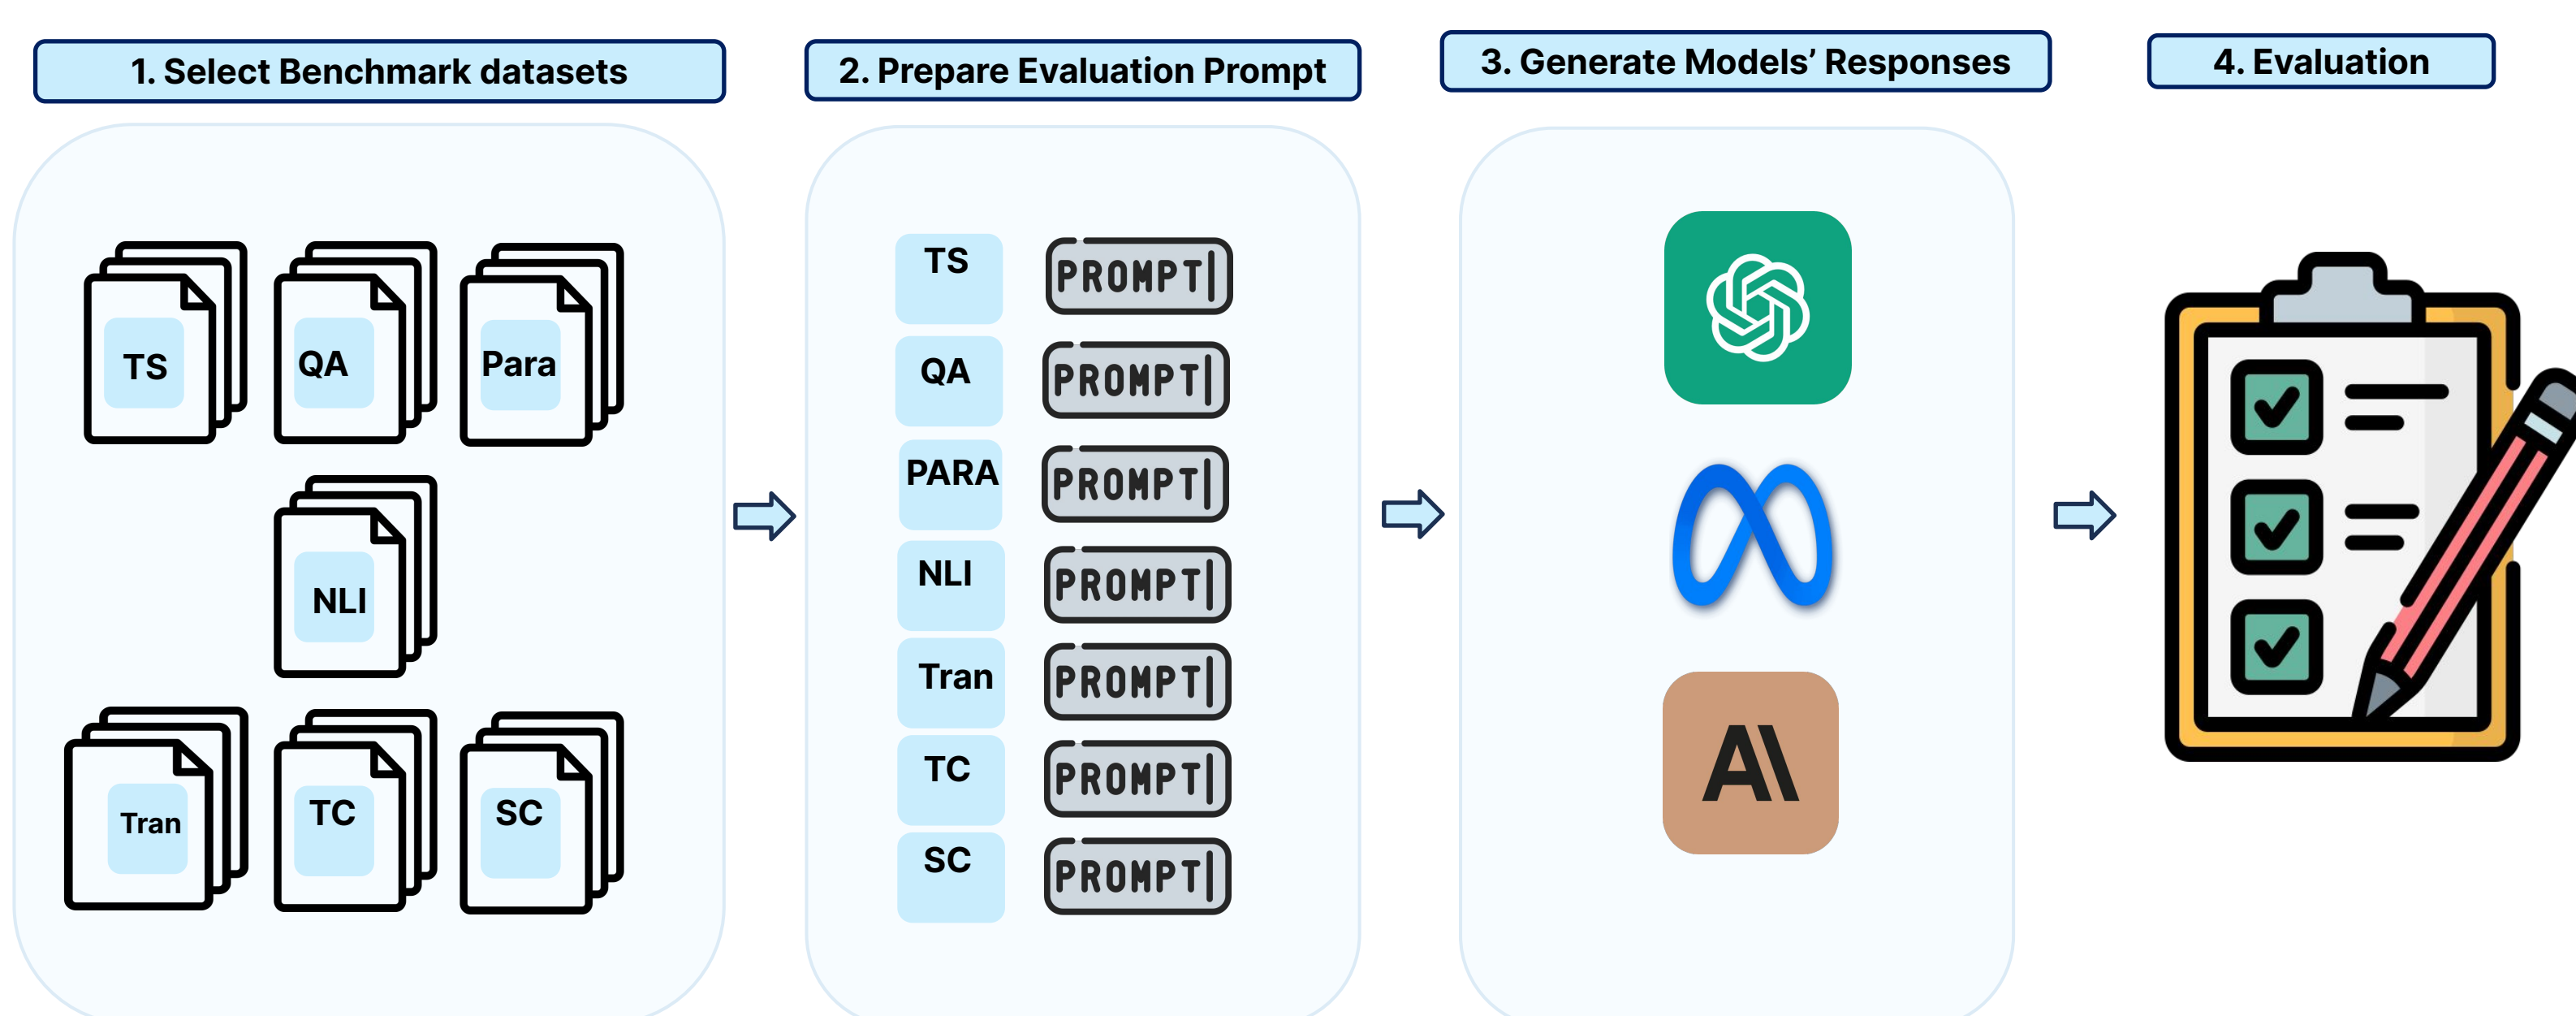 1. Select Benchmark datasets
2. Prepare Evaluation Prompt
3. Generate Models’ Responses
4. Evaluation
TS
QA
Para
NLI
Tran
TC
SC
TS
PROMPT
QA
PROMPT
PARA
PROMPT
NLI
PROMPT
Tran
PROMPT
TC
PROMPT
SC
PROMPT
A\